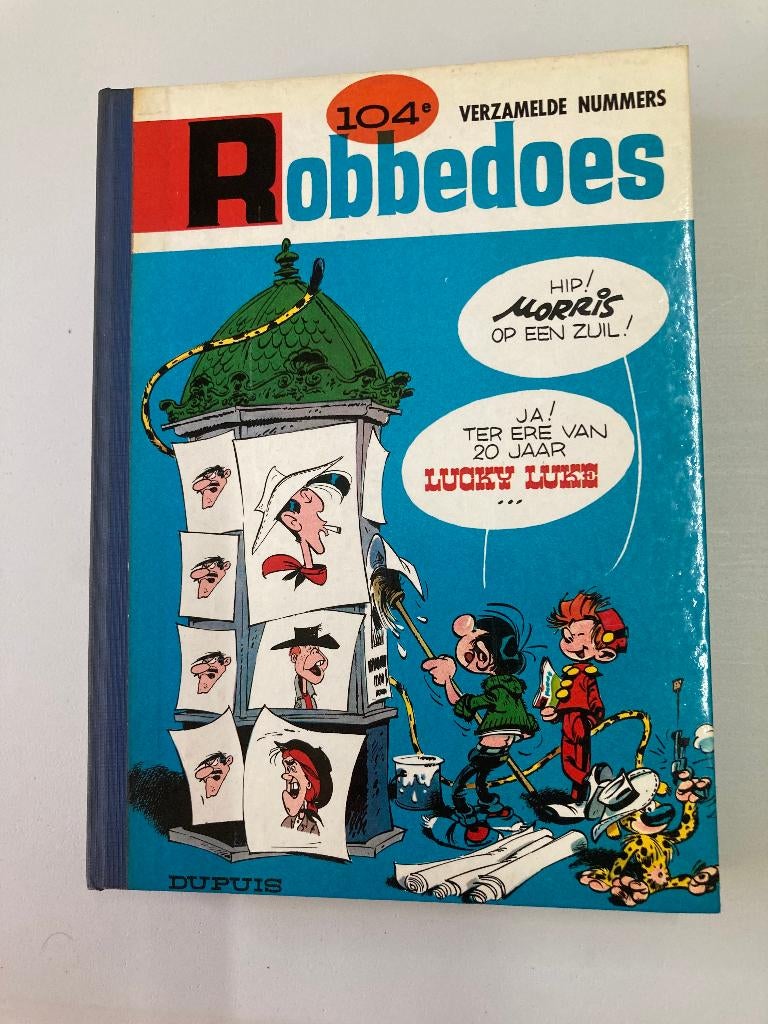 104e
VERZAMELDE NUMMERS
Robbedoes
HIP!
MORRIS
OP EEN ZUIL!
JA!
TER ERE VAN
20 JAAR
LUCKY LUKE
...
DUPUIS